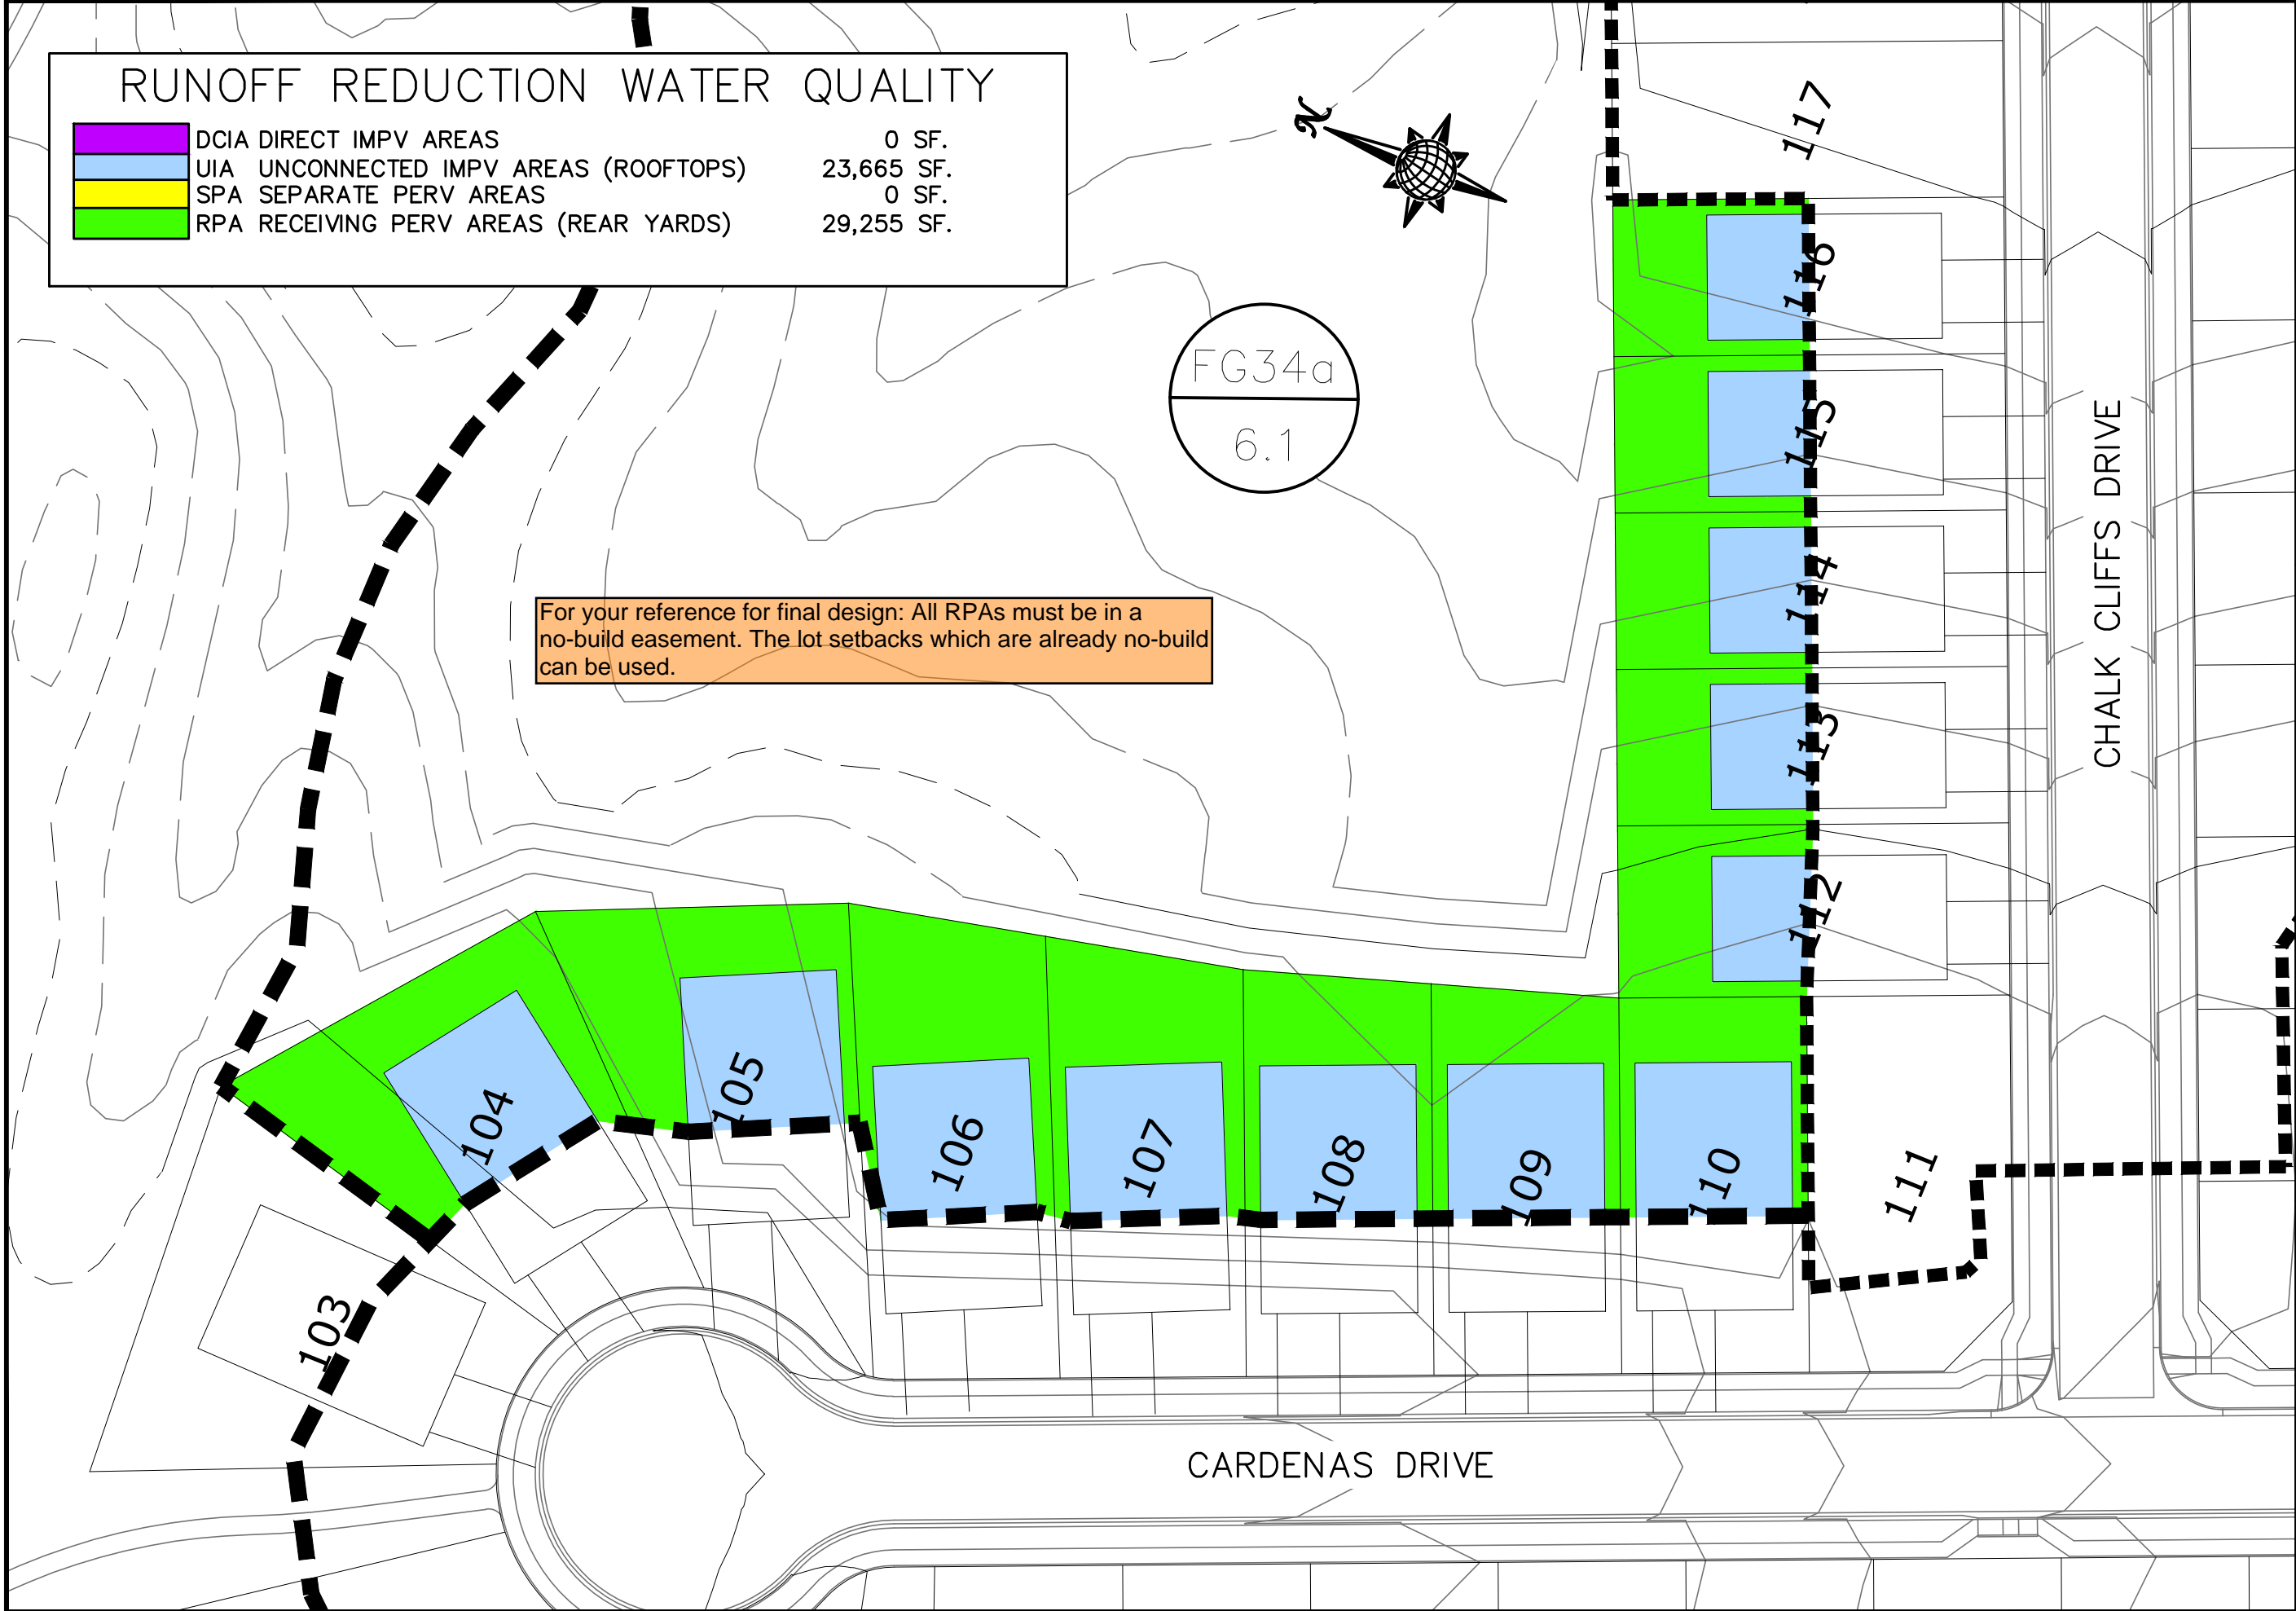 RUNOFF REDUCTION WATER QUALITY
DCIA DIRECT IMPV AREAS 0 SF.
UIA UNCONNECTED IMPV AREAS (ROOFTOPS) 23,665 SF.
SPA SEPARATE PERV AREAS 0 SF.
RPA RECEIVING PERV AREAS (REAR YARDS) 29,255 SF.
N
117
116
FG34a
6.1
115
CHALK CLIFFS DRIVE
114
For your reference for final design: All RPAs must be in a
no-build easement. The lot setbacks which are already no-build
can be used.
113
112
105
104
106
107
108
109
110
111
103
CARDENAS DRIVE